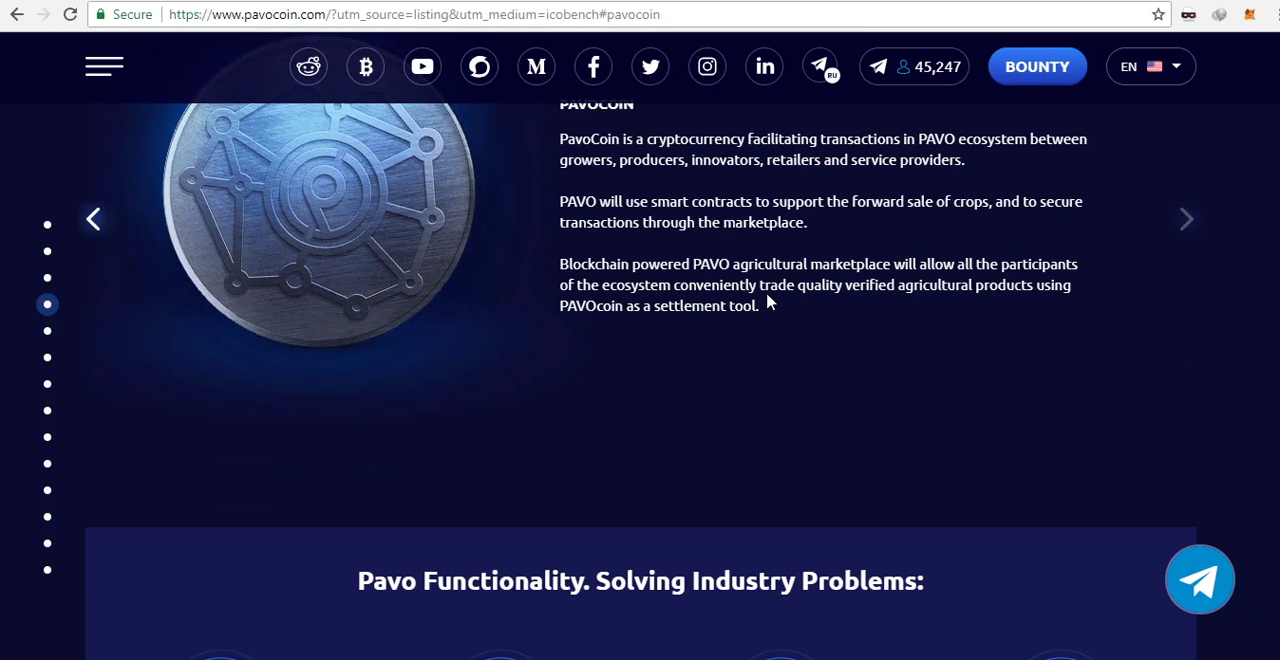 Secure https://www.pavocoin.com/?utm_source=listing&utm_medium=icobench#pavocoin
M RU 45,247 BOUNTY EN
PAVOCOIN
PavoCoin is a cryptocurrency facilitating transactions in PAVO ecosystem between
growers, producers, innovators, retailers and service providers.
PAVO will use smart contracts to support the forward sale of crops, and to secure
transactions through the marketplace.
Blockchain powered PAVO agricultural marketplace will allow all the participants
of the ecosystem conveniently trade quality verified agricultural products using
PAVOcoin as a settlement tool.
Pavo Functionality. Solving Industry Problems: